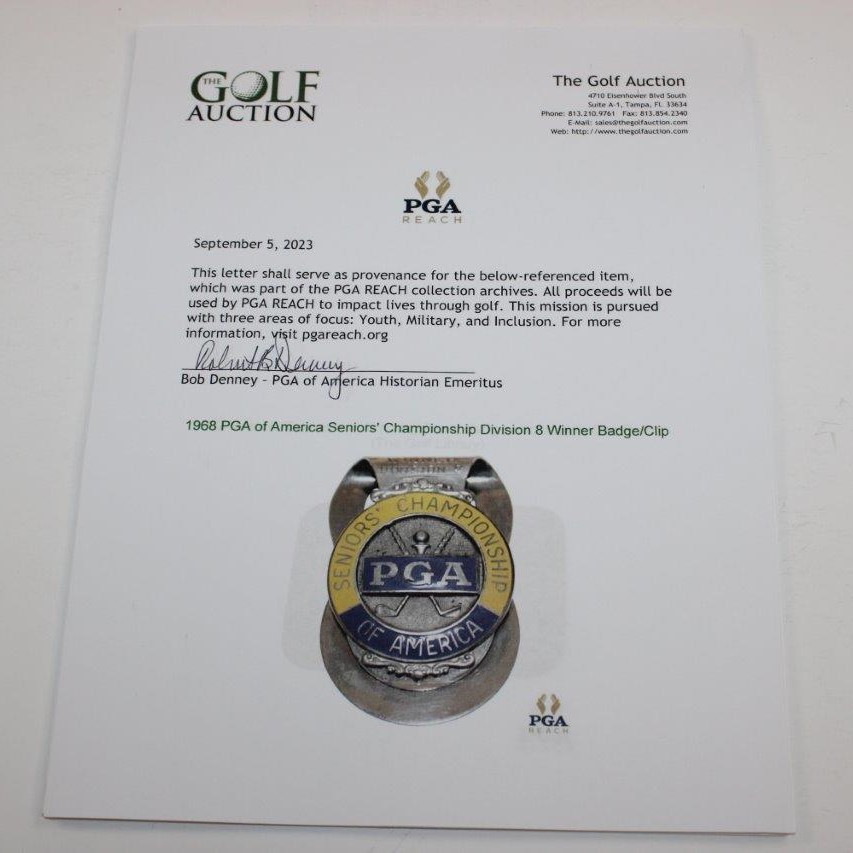 THE
GOLF
AUCTION
The Golf Auction
4710 Eisenhower Blvd South
Suite A-1, Tampa, FL 33634
Phone: 813.210.9761 Fax: 813.854.2340
E-Mail: sales@thegolfauction.com
Web: http://www.thegolfauction.com
PGA
REACH
September 5, 2023
This letter shall serve as provenance for the below-referenced item,
which was part of the PGA REACH collection archives. All proceeds will be
used by PGA REACH to impact lives through golf. This mission is pursued
with three areas of focus: Youth, Military, and Inclusion. For more
information, visit pgareach.org
Robert B Denney
Bob Denney - PGA of America Historian Emeritus
1968 PGA of America Seniors' Championship Division 8 Winner Badge/Clip
SENIORS' CHAMPIONSHIP
PGA
OF AMERICA
PGA
REACH